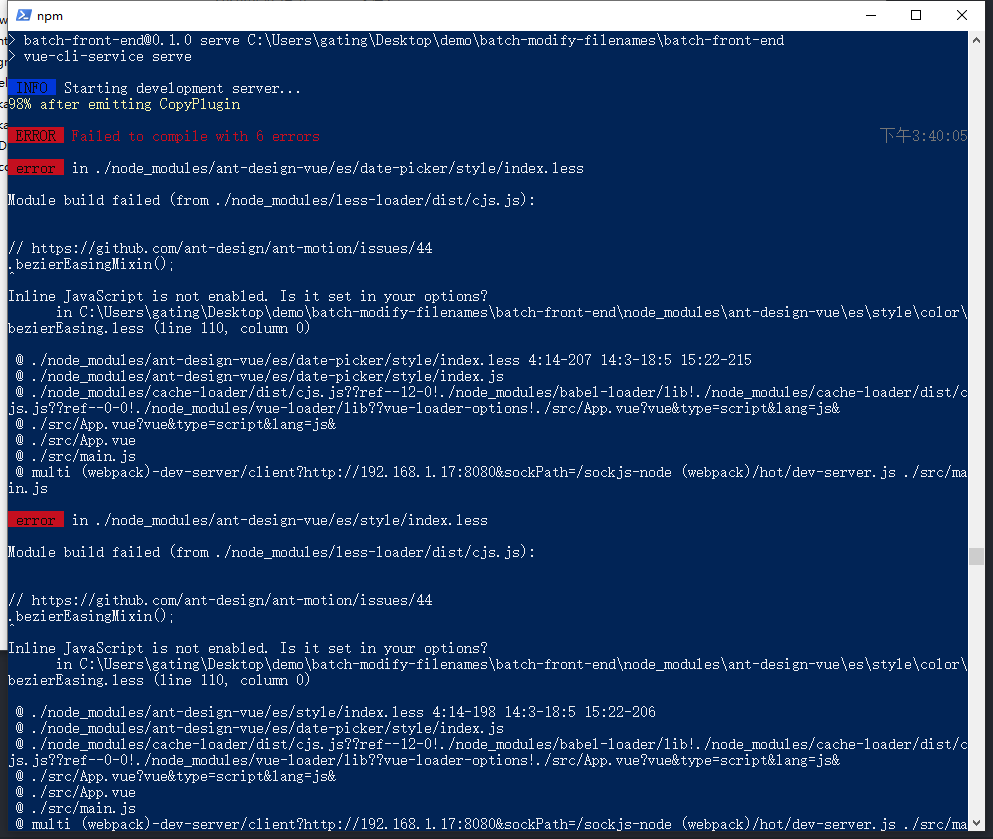 npm
> batch-front-end@0.1.0 serve C:\Users\gating\Desktop\demo\batch-modify-filenames\batch-front-end
> vue-cli-service serve
INFO Starting development server...
98% after emitting CopyPlugin
ERROR Failed to compile with 6 errors 下午3:40:05
error in ./node_modules/ant-design-vue/es/date-picker/style/index.less
Module build failed (from ./node_modules/less-loader/dist/cjs.js):
// https://github.com/ant-design/ant-motion/issues/44
.bezierEasingMixin();
^
Inline JavaScript is not enabled. Is it set in your options?
in C:\Users\gating\Desktop\demo\batch-modify-filenames\batch-front-end\node_modules\ant-design-vue\es\style\color\
bezierEasing.less (line 110, column 0)
@ ./node_modules/ant-design-vue/es/date-picker/style/index.less 4:14-207 14:3-18:5 15:22-215
@ ./node_modules/ant-design-vue/es/date-picker/style/index.js
@ ./node_modules/cache-loader/dist/cjs.js??ref--12-0!./node_modules/babel-loader/lib!./node_modules/cache-loader/dist/c
js.js??ref--0-0!./node_modules/vue-loader/lib??vue-loader-options!./src/App.vue?vue&type=script&lang=js&
@ ./src/App.vue?vue&type=script&lang=js&
@ ./src/App.vue
@ ./src/main.js
@ multi (webpack)-dev-server/client?http://192.168.1.17:8080&sockPath=/sockjs-node (webpack)/hot/dev-server.js ./src/ma
in.js
error in ./node_modules/ant-design-vue/es/style/index.less
Module build failed (from ./node_modules/less-loader/dist/cjs.js):
// https://github.com/ant-design/ant-motion/issues/44
.bezierEasingMixin();
^
Inline JavaScript is not enabled. Is it set in your options?
in C:\Users\gating\Desktop\demo\batch-modify-filenames\batch-front-end\node_modules\ant-design-vue\es\style\color\
bezierEasing.less (line 110, column 0)
@ ./node_modules/ant-design-vue/es/style/index.less 4:14-198 14:3-18:5 15:22-206
@ ./node_modules/ant-design-vue/es/date-picker/style/index.js
@ ./node_modules/cache-loader/dist/cjs.js??ref--12-0!./node_modules/babel-loader/lib!./node_modules/cache-loader/dist/c
js.js??ref--0-0!./node_modules/vue-loader/lib??vue-loader-options!./src/App.vue?vue&type=script&lang=js&
@ ./src/App.vue?vue&type=script&lang=js&
@ ./src/App.vue
@ ./src/main.js
@ multi (webpack)-dev-server/client?http://192.168.1.17:8080&sockPath=/sockjs-node (webpack)/hot/dev-server.js ./src/ma